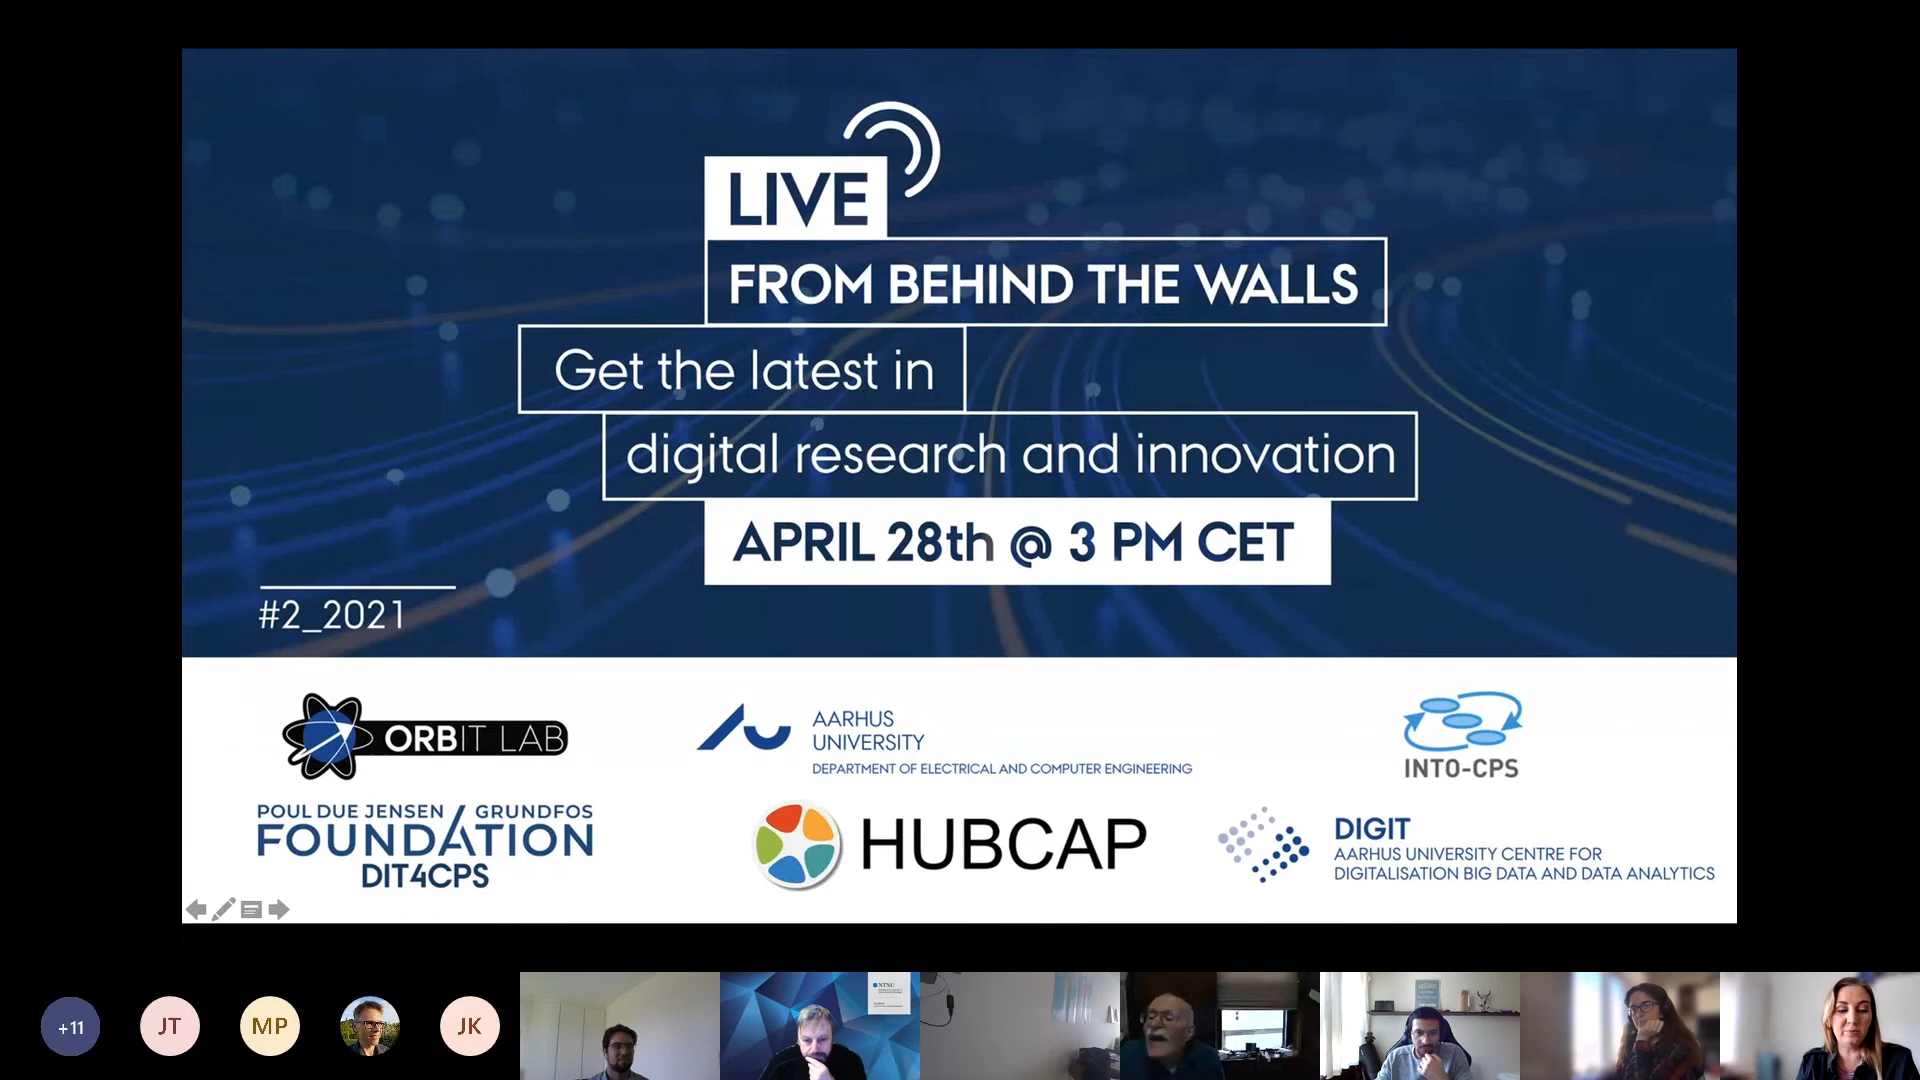 LIVE
FROM BEHIND THE WALLS
Get the latest in
digital research and innovation
APRIL 28th @ 3 PM CET
#2_2021
ORBIT LAB
AARHUS
UNIVERSITY
DEPARTMENT OF ELECTRICAL AND COMPUTER ENGINEERING
INTO-CPS
POUL DUE JENSEN / GRUNDFOS
FOUNDATION
DIT4CPS
HUBCAP
DIGIT
AARHUS UNIVERSITY CENTRE FOR
DIGITALISATION BIG DATA AND DATA ANALYTICS
+11
JT
MP
JK
NTNU